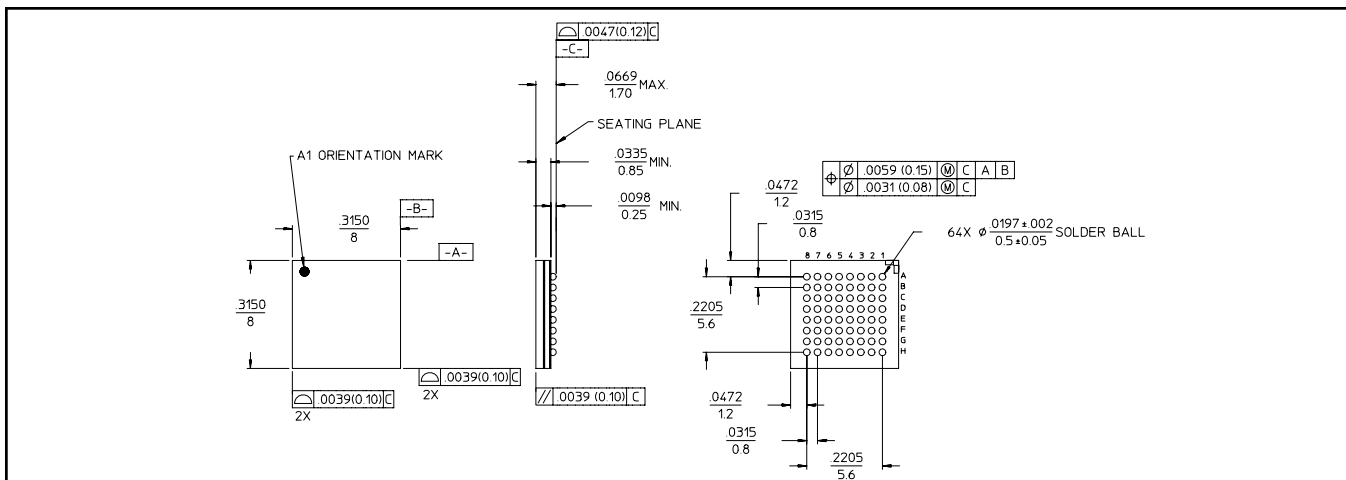 .0047(0.12) C
-C-
.0669
1.70 MAX.
SEATING PLANE
A1 ORIENTATION MARK
.0335
0.85 MIN.
.0098
0.25 MIN.
-B-
.3150
8
-A-
.3150
8
.0039(0.10) C
2X
.0039(0.10) C
2X
// .0039 (0.10) C
Ø .0059 (0.15) Ⓜ C A B
Ø .0031 (0.08) Ⓜ C
.0472
1.2
.0315
0.8
64X Ø .0197±.002 SOLDER BALL
0.5±0.05
8 7 6 5 4 3 2 1
A
B
C
D
E
F
G
H
.2205
5.6
.0472
1.2
.0315
0.8
.2205
5.6